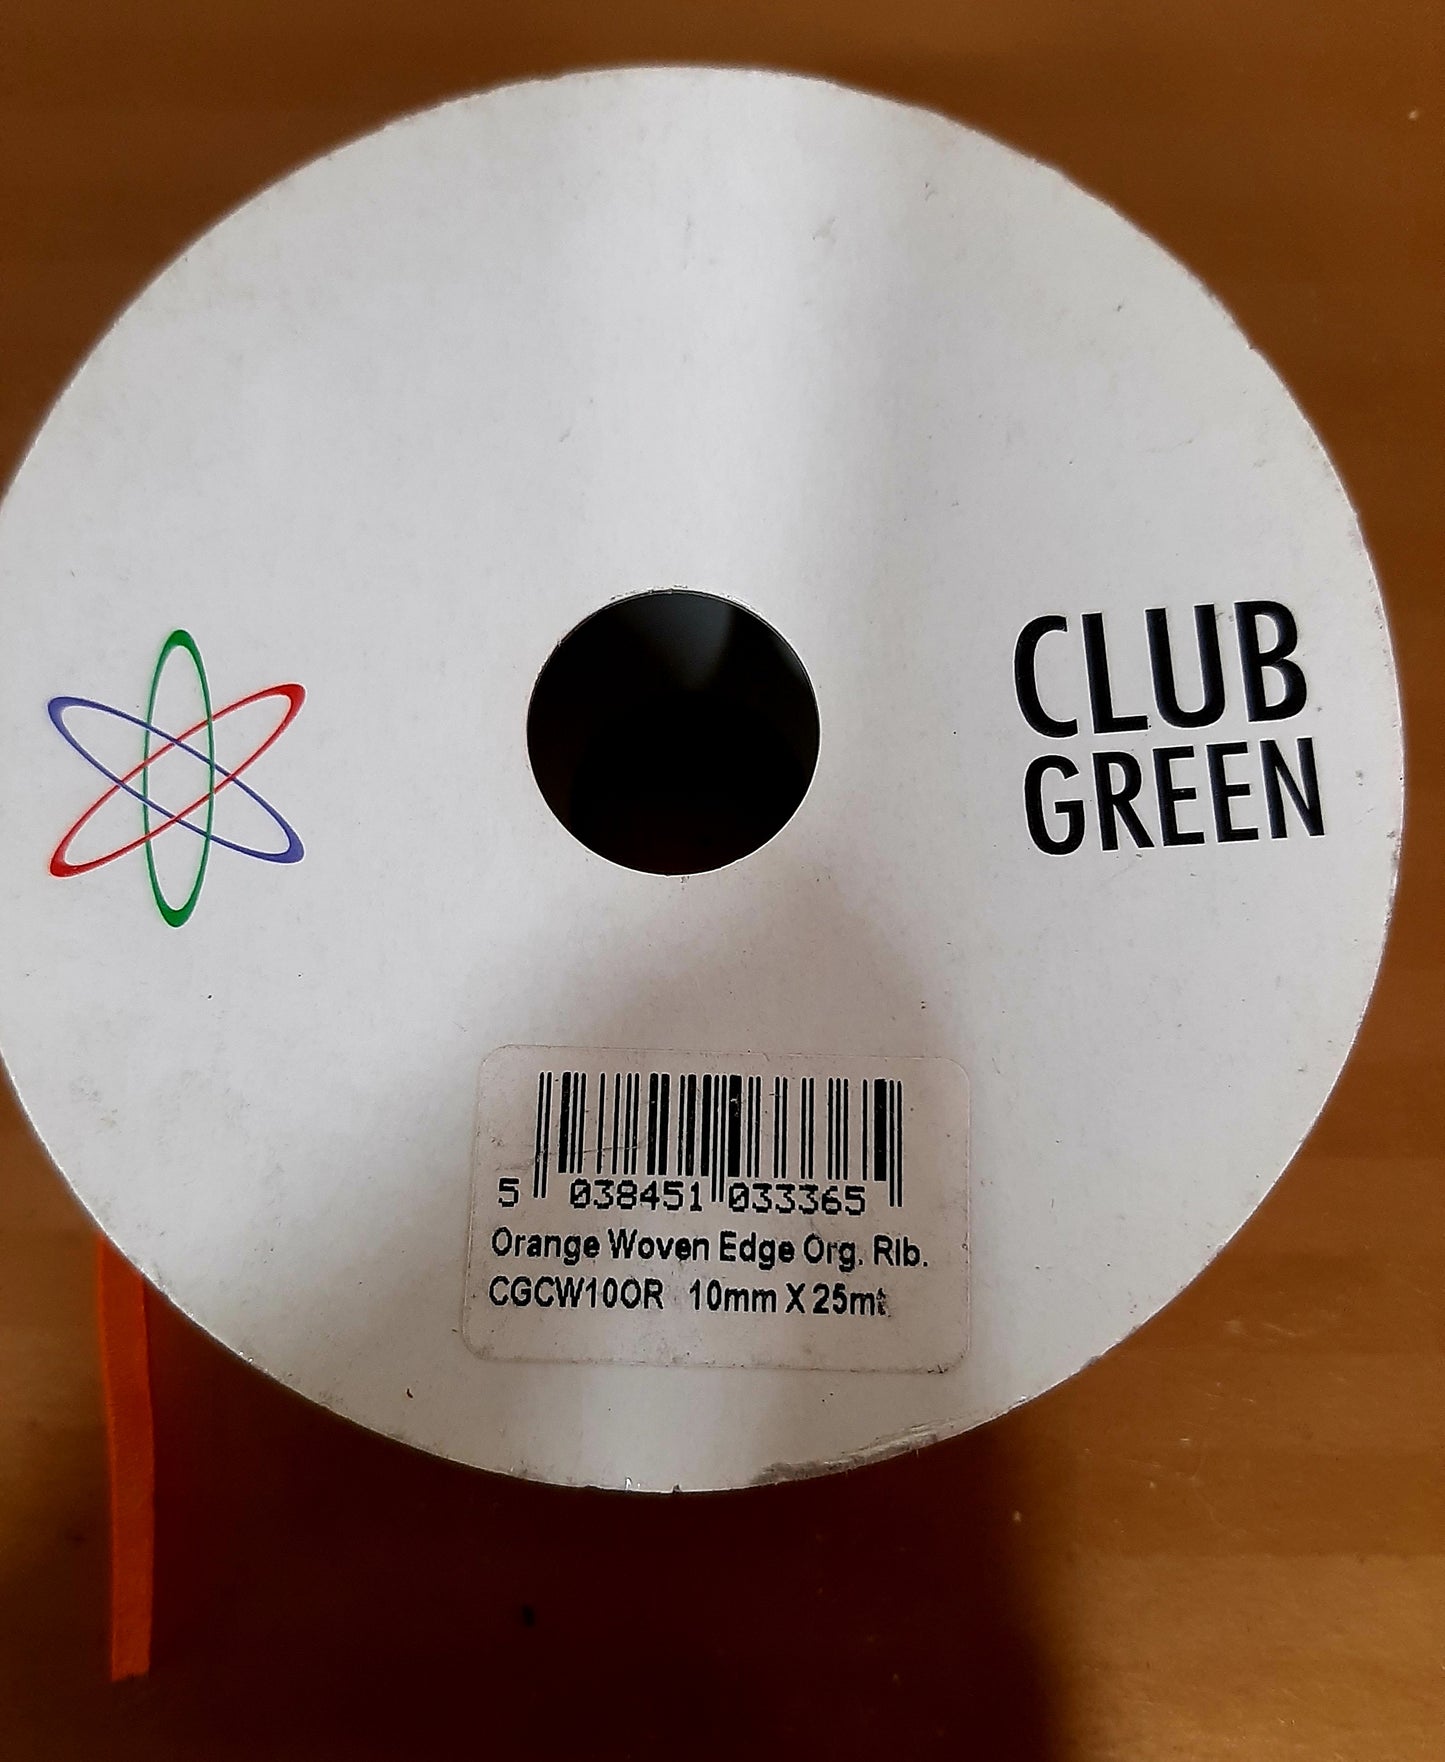 CLUB
GREEN
5 038451 033365
Orange Woven Edge Org. Rib.
CGCW10OR 10mm X 25mt